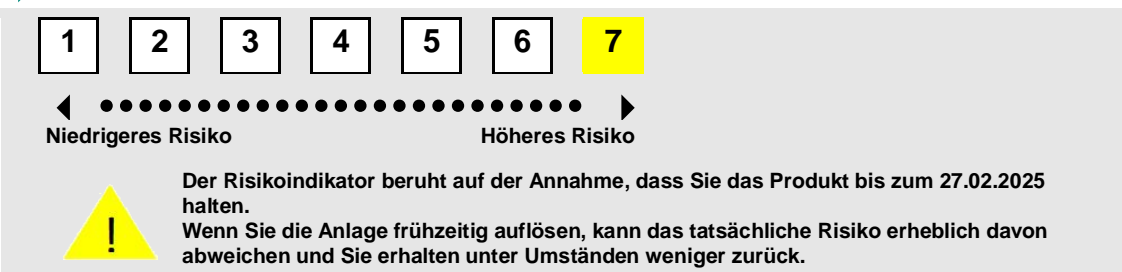 1 2 3 4 5 6 7
Niedrigeres Risiko Höheres Risiko
Der Risikoindikator beruht auf der Annahme, dass Sie das Produkt bis zum 27.02.2025
halten.
Wenn Sie die Anlage frühzeitig auflösen, kann das tatsächliche Risiko erheblich davon
abweichen und Sie erhalten unter Umständen weniger zurück.
!